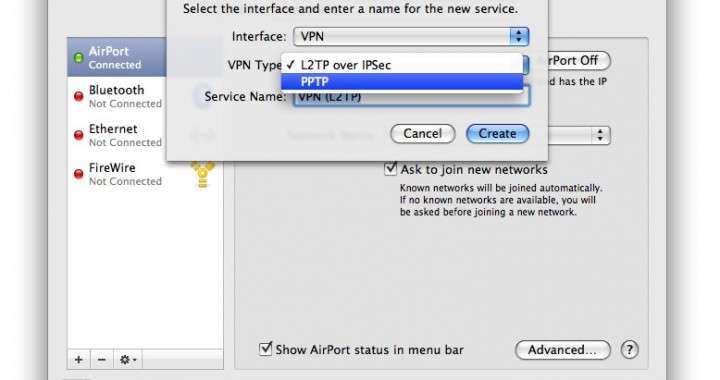 Select the interface and enter a name for the new service.
Interface: VPN
VPN Type ✓ L2TP over IPSec
PPTP
Service Name: VPN (L2TP)
Cancel Create
AirPort
Connected
Bluetooth
Not Connected
Ethernet
Not Connected
FireWire
Not Connected
rPort Off
and has the IP
Network Name:
Ask to join new networks
Known networks will be joined automatically.
If no known networks are available, you will
be asked before joining a new network.
Show AirPort status in menu bar
Advanced... ?
+ −